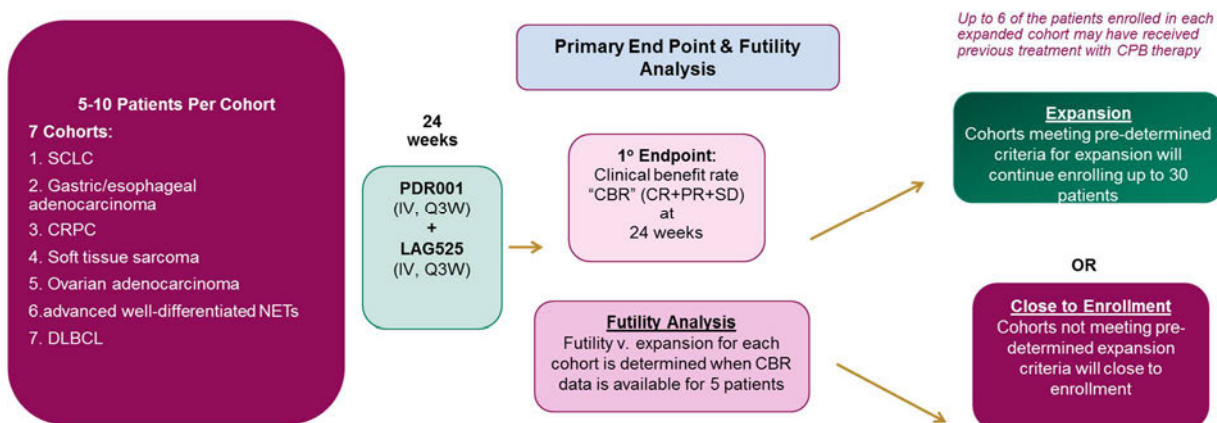 5-10 Patients Per Cohort
7 Cohorts:
1. SCLC
2. Gastric/esophageal
adenocarcinoma
3. CRPC
4. Soft tissue sarcoma
5. Ovarian adenocarcinoma
6.advanced well-differentiated NETs
7. DLBCL
24
weeks
PDR001
(IV, Q3W)
+
LAG525
(IV, Q3W)
Primary End Point & Futility
Analysis
1º Endpoint:
Clinical benefit rate
“CBR” (CR+PR+SD)
at
24 weeks
Futility Analysis
Futility v. expansion for each
cohort is determined when CBR
data is available for 5 patients
Up to 6 of the patients enrolled in each
expanded cohort may have received
previous treatment with CPB therapy
Expansion
Cohorts meeting pre-determined
criteria for expansion will
continue enrolling up to 30
patients
OR
Close to Enrollment
Cohorts not meeting pre-
determined expansion
criteria will close to
enrollment